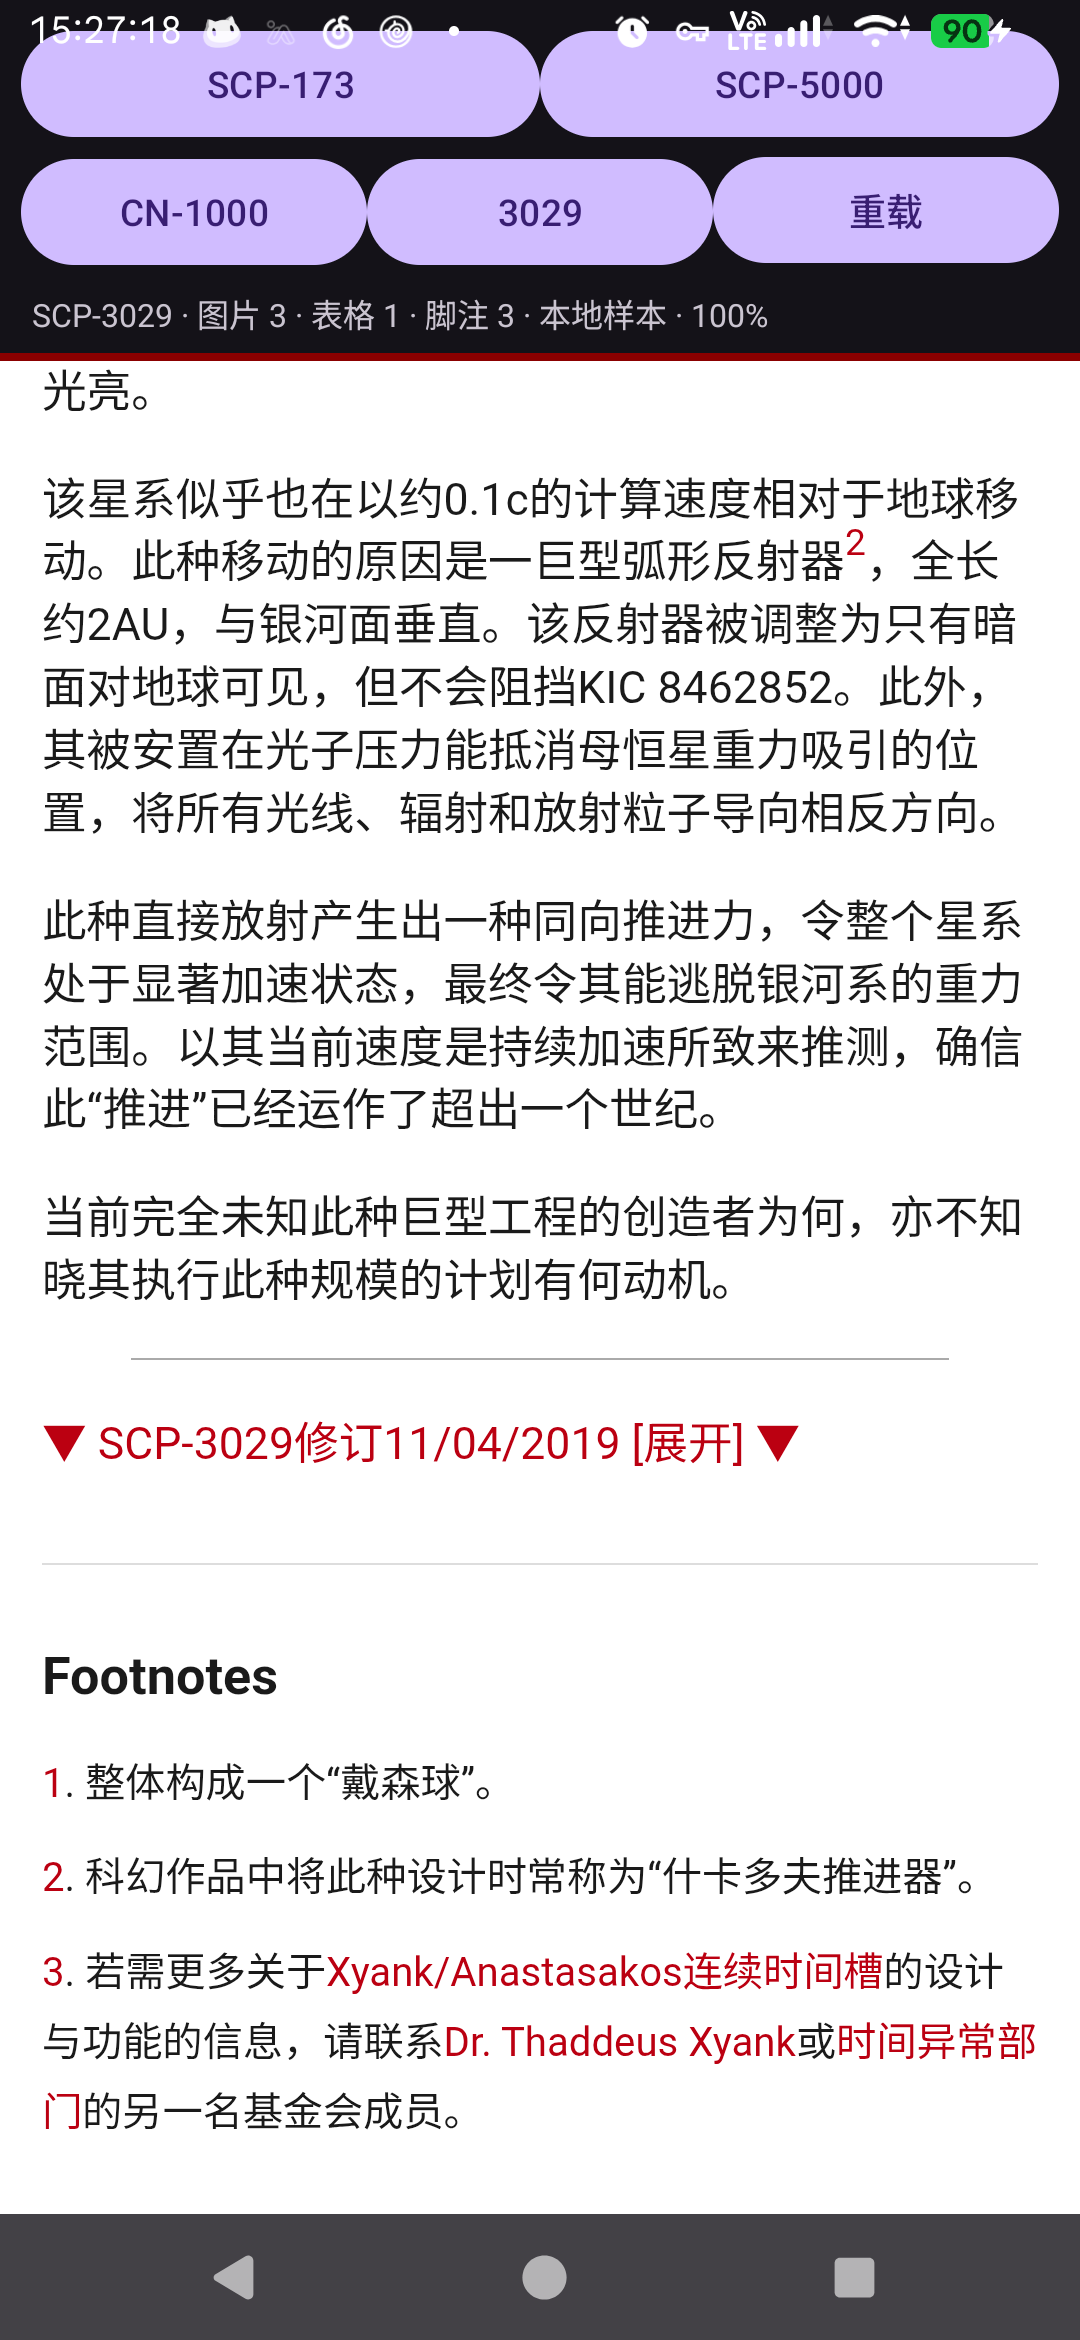 15:27:18
Vo LTE
90
SCP-173
SCP-5000
CN-1000
3029
重载
SCP-3029 · 图片 3 · 表格 1 · 脚注 3 · 本地样本 · 100%
光亮。
该星系似乎也在以约0.1c的计算速度相对于地球移
动。此种移动的原因是一巨型弧形反射器2，全长
约2AU，与银河面垂直。该反射器被调整为只有暗
面对地球可见，但不会阻挡KIC 8462852。此外，
其被安置在光子压力能抵消母恒星重力吸引的位
置，将所有光线、辐射和放射粒子导向相反方向。
此种直接放射产生出一种同向推进力，令整个星系
处于显著加速状态，最终令其能逃脱银河系的重力
范围。以其当前速度是持续加速所致来推测，确信
此“推进”已经运作了超出一个世纪。
当前完全未知此种巨型工程的创造者为何，亦不知
晓其执行此种规模的计划有何动机。
▼ SCP-3029修订11/04/2019 [展开] ▼
Footnotes
1. 整体构成一个“戴森球”。
2. 科幻作品中将此种设计时常称为“什卡多夫推进器”。
3. 若需更多关于Xyank/Anastasakos连续时间槽的设计
与功能的信息，请联系Dr. Thaddeus Xyank或时间异常部
门的另一名基金会成员。